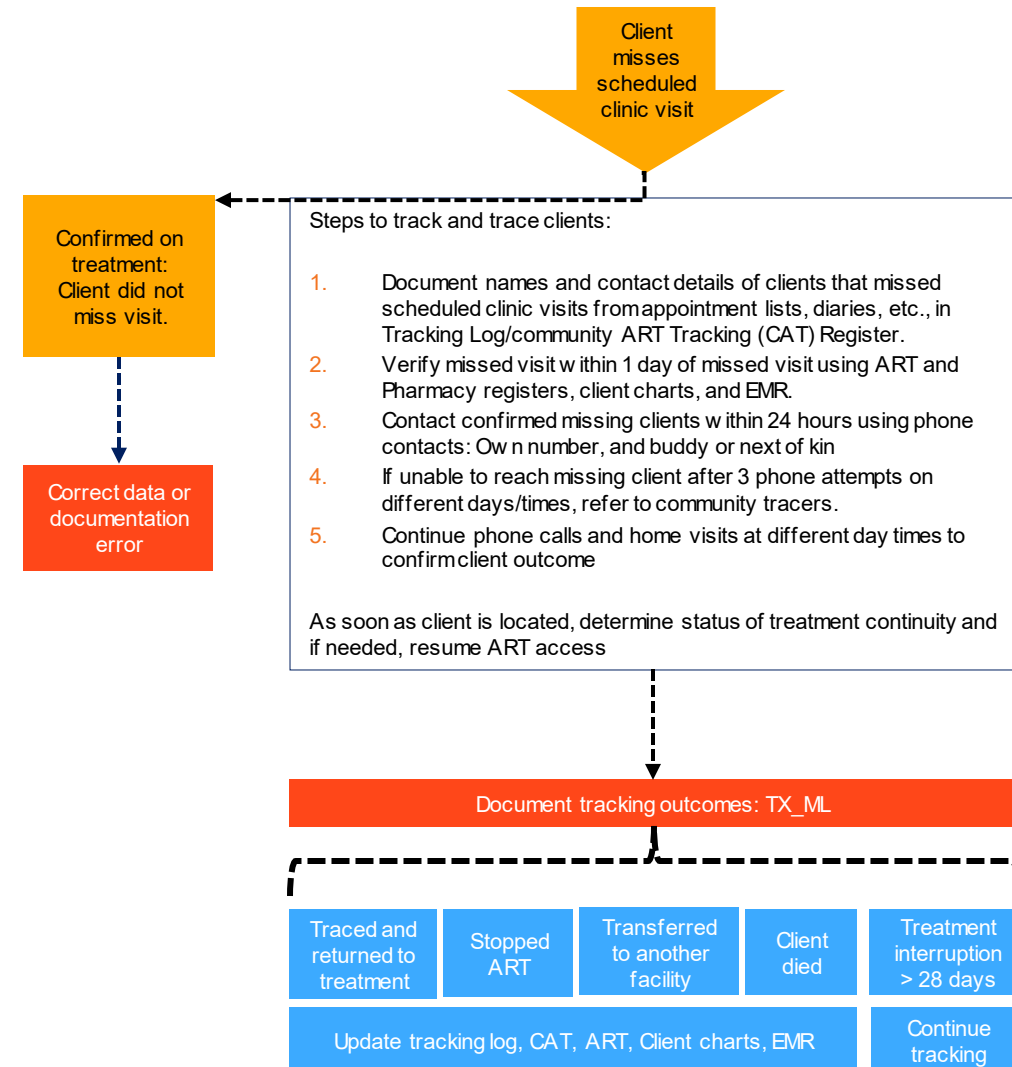 Client
misses
scheduled
clinic visit
Confirmed on
treatment:
Client did not
miss visit.
Correct data or
documentation
error
Steps to track and trace clients:
1. Document names and contact details of clients that missed
scheduled clinic visits from appointment lists, diaries, etc., in
Tracking Log/community ART Tracking (CAT) Register.
2. Verify missed visit within 1 day of missed visit using ART and
Pharmacy registers, client charts, and EMR.
3. Contact confirmed missing clients within 24 hours using phone
contacts: Own number, and buddy or next of kin
4. If unable to reach missing client after 3 phone attempts on
different days/times, refer to community tracers.
5. Continue phone calls and home visits at different day times to
confirm client outcome
As soon as client is located, determine status of treatment continuity and
if needed, resume ART access
Document tracking outcomes: TX_ML
Traced and
returned to
treatment
Stopped
ART
Transferred
to another
facility
Client
died
Treatment
interruption
> 28 days
Update tracking log, CAT, ART, Client charts, EMR
Continue
tracking